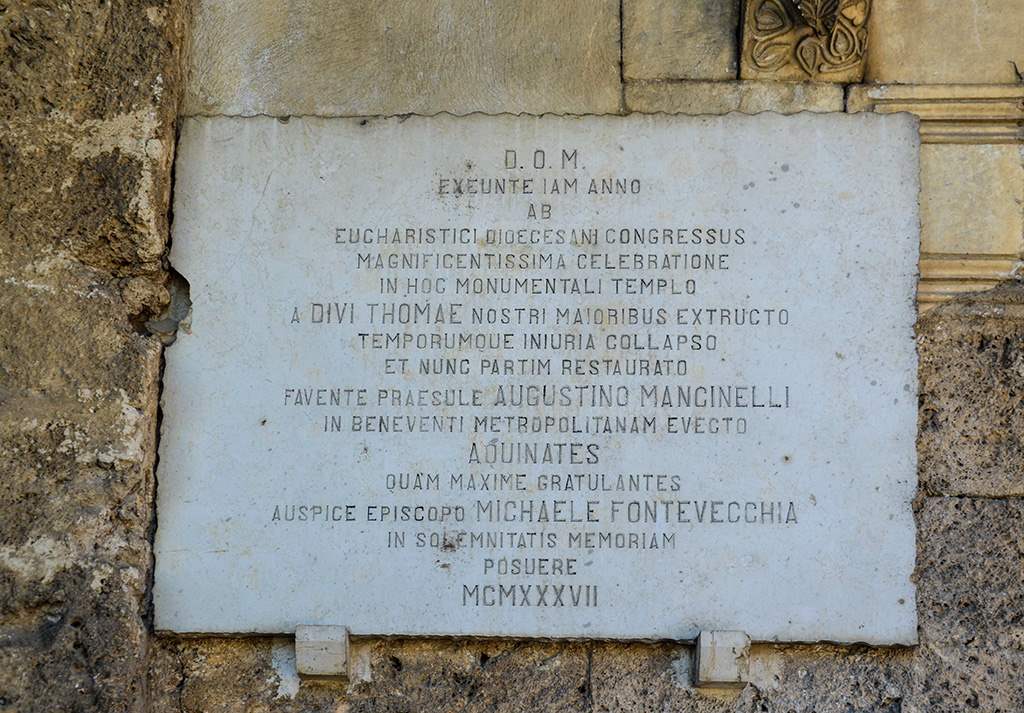 D.O.M.
EXEUNTE IAM ANNO
AB
EUCHARISTICI DIOECESANI CONGRESSUS
MAGNIFICENTISSIMA CELEBRATIONE
IN HOC MONUMENTALI TEMPLO
A DIVI THOMAE NOSTRI MAIORIBUS EXTRUCTO
TEMPORUMQUE INIURIA COLLAPSO
ET NUNC PARTIM RESTAURATO
FAVENTE PRAESULE AUGUSTINO MANCINELLI
IN BENEVENTI METROPOLITANAM EVECTO
AQUINATES
QUAM MAXIME GRATULANTES
AUSPICE EPISCOPO MICHAELE FONTEVECCHIA
IN SOLEMNITATIS MEMORIAM
POSUERE
MCMXXXVII